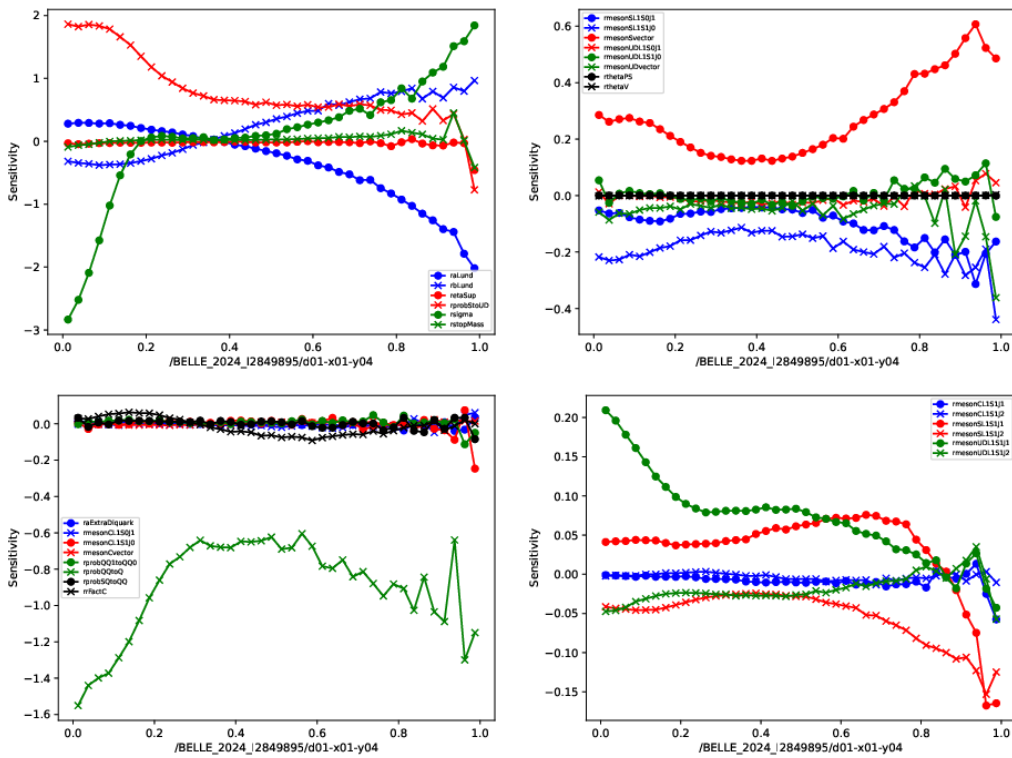 2
1
0
−1
−2
−3
Sensitivity
0.0
0.2
0.4
0.6
0.8
1.0
/BELLE_2024_I2849895/d01-x01-y04
raLund
rbLund
retaSup
rprobStoUD
rsigma
rstopMass
0.6
0.4
0.2
0.0
−0.2
−0.4
Sensitivity
0.0
0.2
0.4
0.6
0.8
1.0
/BELLE_2024_I2849895/d01-x01-y04
rmesonSL1S0J1
rmesonSL1S1J0
rmesonSvector
rmesonUDL1S0J1
rmesonUDL1S1J0
rmesonUDvector
rthetaPS
rthetaV
0.0
−0.2
−0.4
−0.6
−0.8
−1.0
−1.2
−1.4
−1.6
Sensitivity
0.0
0.2
0.4
0.6
0.8
1.0
/BELLE_2024_I2849895/d01-x01-y04
raExtraDiquark
rmesonCL1S0J1
rmesonCL1S1J0
rmesonCvector
rprobQQ1toQQ0
rprobQQtoQ
rprobSQtoQQ
rrFactC
0.20
0.15
0.10
0.05
0.00
−0.05
−0.10
−0.15
Sensitivity
0.0
0.2
0.4
0.6
0.8
1.0
/BELLE_2024_I2849895/d01-x01-y04
rmesonCL1S1J1
rmesonCL1S1J2
rmesonSL1S1J1
rmesonSL1S1J2
rmesonUDL1S1J1
rmesonUDL1S1J2